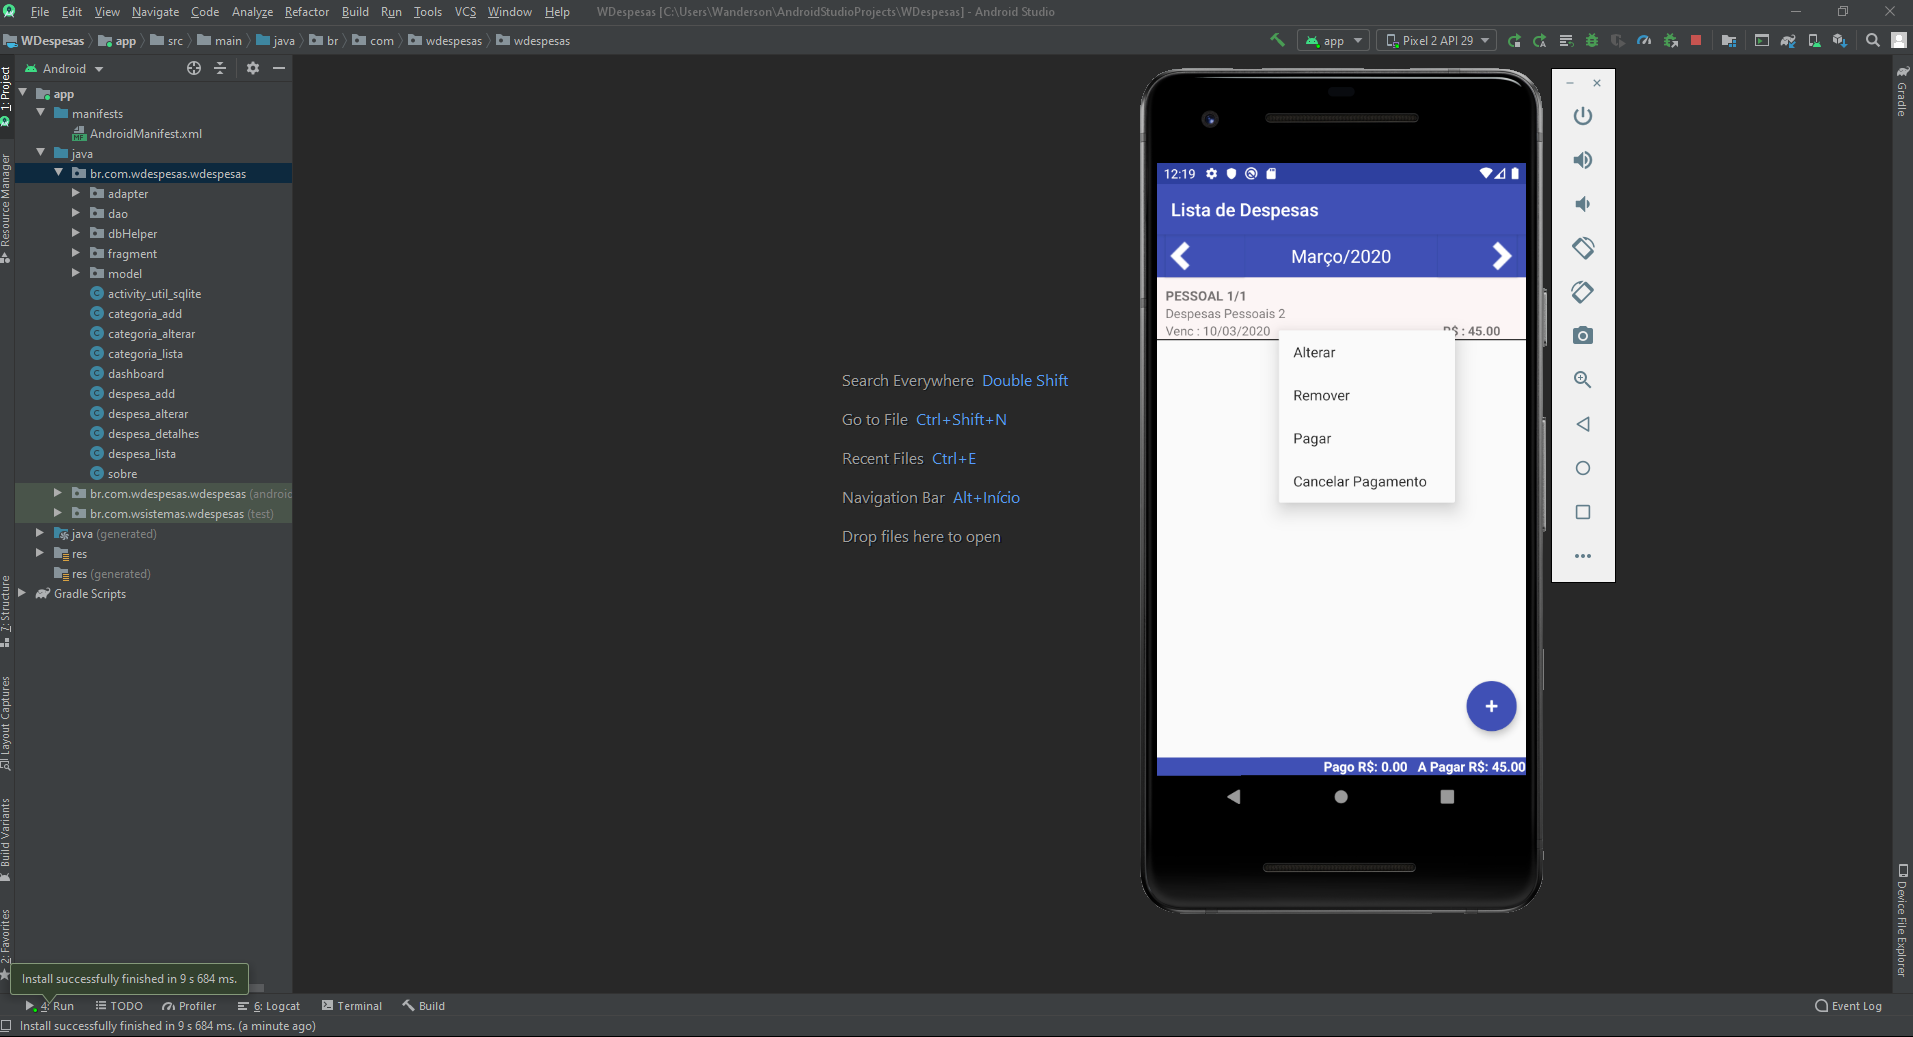 File Edit View Navigate Code Analyze Refactor Build Run Tools VCS Window Help WDespesas [C:\Users\Wanderson\AndroidStudioProjects\WDespesas] - Android Studio
WDespesas app src main java br com wdespesas wdespesas
app Pixel 2 API 29
1: Project
Resource Manager
7: Structure
Layout Captures
Build Variants
2: Favorites
Android
app
manifests
AndroidManifest.xml
java
br.com.wdespesas.wdespesas
adapter
dao
dbHelper
fragment
model
activity_util_sqlite
categoria_add
categoria_alterar
categoria_lista
dashboard
despesa_add
despesa_alterar
despesa_detalhes
despesa_lista
sobre
br.com.wdespesas.wdespesas (androic
br.com.wsistemas.wdespesas (test)
java (generated)
res
res (generated)
Gradle Scripts
Search Everywhere Double Shift
Go to File Ctrl+Shift+N
Recent Files Ctrl+E
Navigation Bar Alt+Início
Drop files here to open
12:19
Lista de Despesas
Março/2020
PESSOAL 1/1
Despesas Pessoais 2
Venc : 10/03/2020 R$ : 45.00
Alterar
Remover
Pagar
Cancelar Pagamento
+
Pago R$: 0.00 A Pagar R$: 45.00
Gradle
Device File Explorer
Install successfully finished in 9 s 684 ms.
4: Run TODO Profiler 6: Logcat Terminal Build Event Log
Install successfully finished in 9 s 684 ms. (a minute ago)